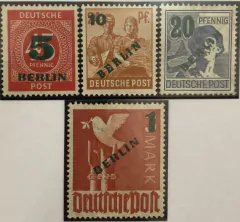 DEUTSCHE
5
PFENNIG
BERLIN
POST
10 PF.
BERLIN
DEUTSCHE POST
20 PFENNIG
BERLIN
DEUTSCHE POST
1
MARK
BERLIN
Deutsche Post